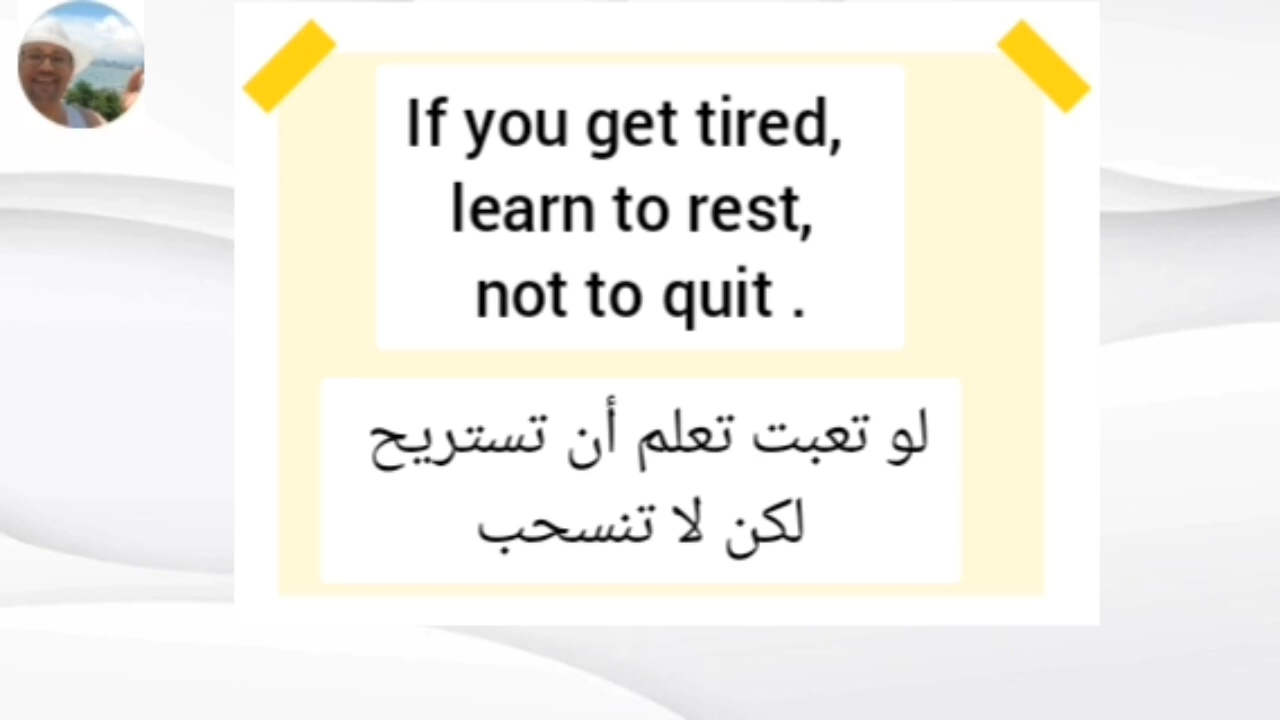 If you get tired,
learn to rest,
not to quit .
لو تعبت تعلم أن تستريح
لكن لا تنسحب